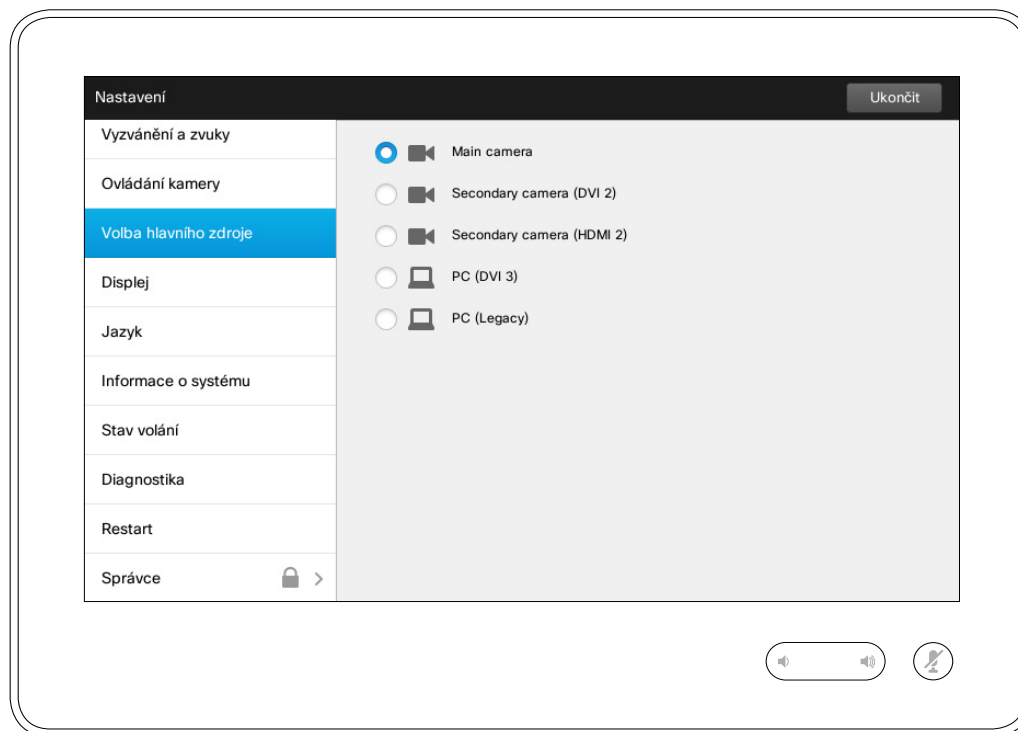 Nastavení
Ukončit
Vyzvánění a zvuky
Ovládání kamery
Volba hlavního zdroje
Displej
Jazyk
Informace o systému
Stav volání
Diagnostika
Restart
Správce
Main camera
Secondary camera (DVI 2)
Secondary camera (HDMI 2)
PC (DVI 3)
PC (Legacy)